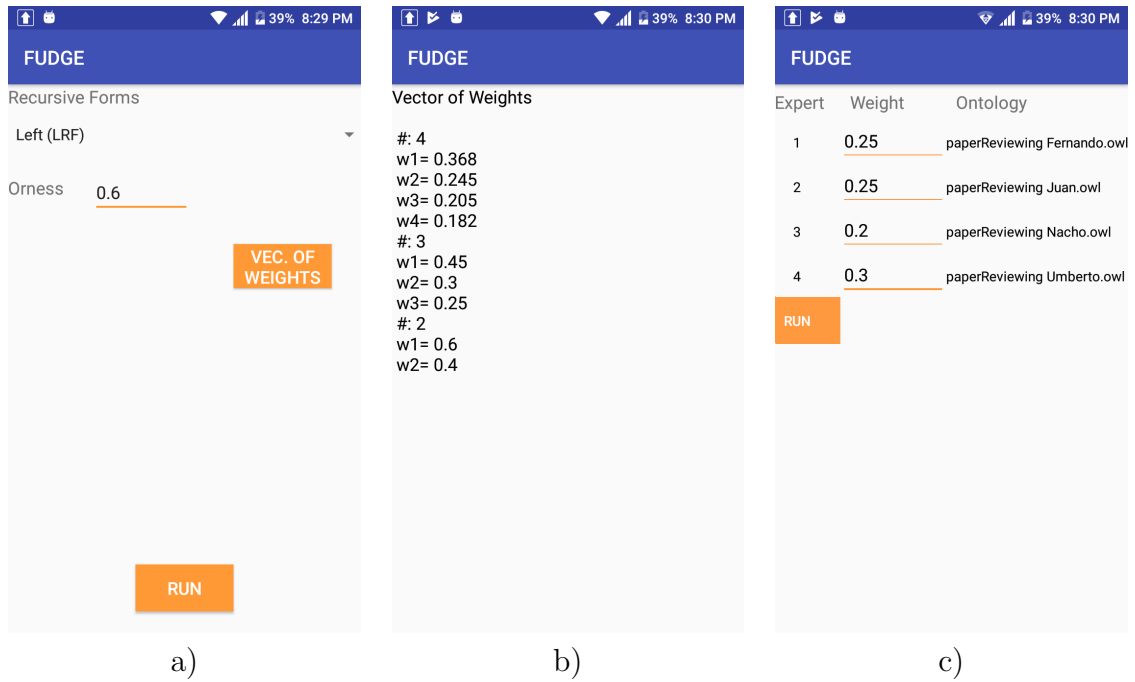 39% 8:29 PM
FUDGE
Recursive Forms
Left (LRF)
Orness 0.6
VEC. OF
WEIGHTS
RUN
a)
39% 8:30 PM
FUDGE
Vector of Weights
#: 4
w1= 0.368
w2= 0.245
w3= 0.205
w4= 0.182
#: 3
w1= 0.45
w2= 0.3
w3= 0.25
#: 2
w1= 0.6
w2= 0.4
b)
39% 8:30 PM
FUDGE
Expert Weight Ontology
1 0.25 paperReviewing Fernando.owl
2 0.25 paperReviewing Juan.owl
3 0.2 paperReviewing Nacho.owl
4 0.3 paperReviewing Umberto.owl
RUN
c)